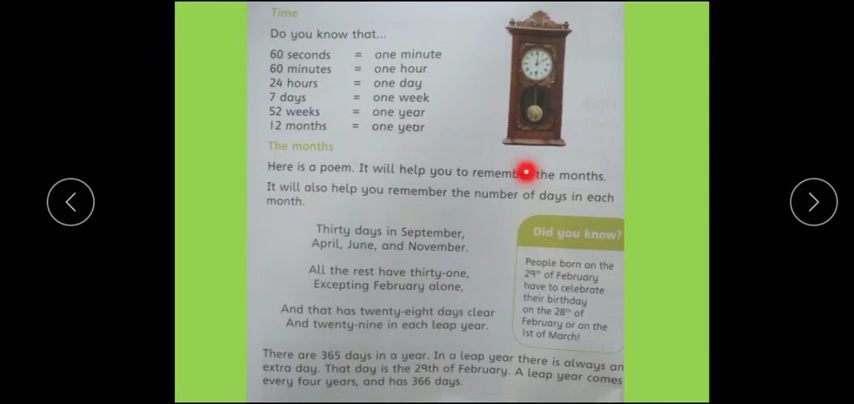 Time
Do you know that...
60 seconds = one minute
60 minutes = one hour
24 hours = one day
7 days = one week
52 weeks = one year
12 months = one year
The months
Here is a poem. It will help you to remember the months.
It will also help you remember the number of days in each
month.
Thirty days in September,
April, June, and November.
All the rest have thirty-one,
Excepting February alone,
And that has twenty-eight days clear
And twenty-nine in each leap year.
Did you know?
People born on the
29th of February
have to celebrate
their birthday
on the 28th of
February or on the
1st of March!
There are 365 days in a year. In a leap year there is always an
extra day. That day is the 29th of February. A leap year comes
every four years, and has 366 days.